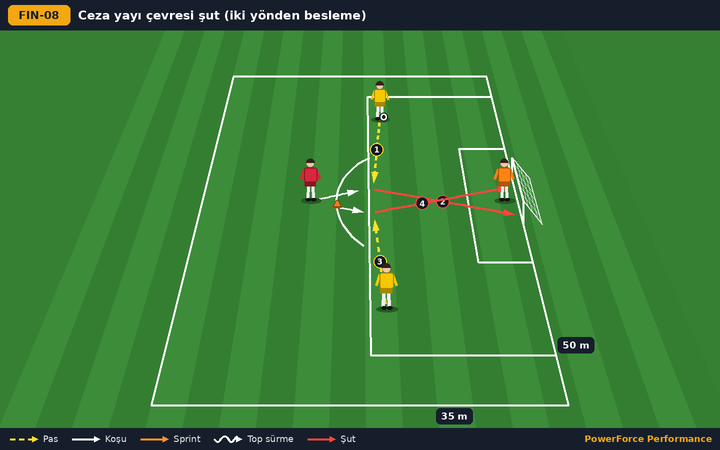 FIN-08 Ceza yayı çevresi şut (iki yönden besleme)
1
4 2
3
50 m
35 m
Pas Koşu Sprint Top sürme Şut PowerForce Performance